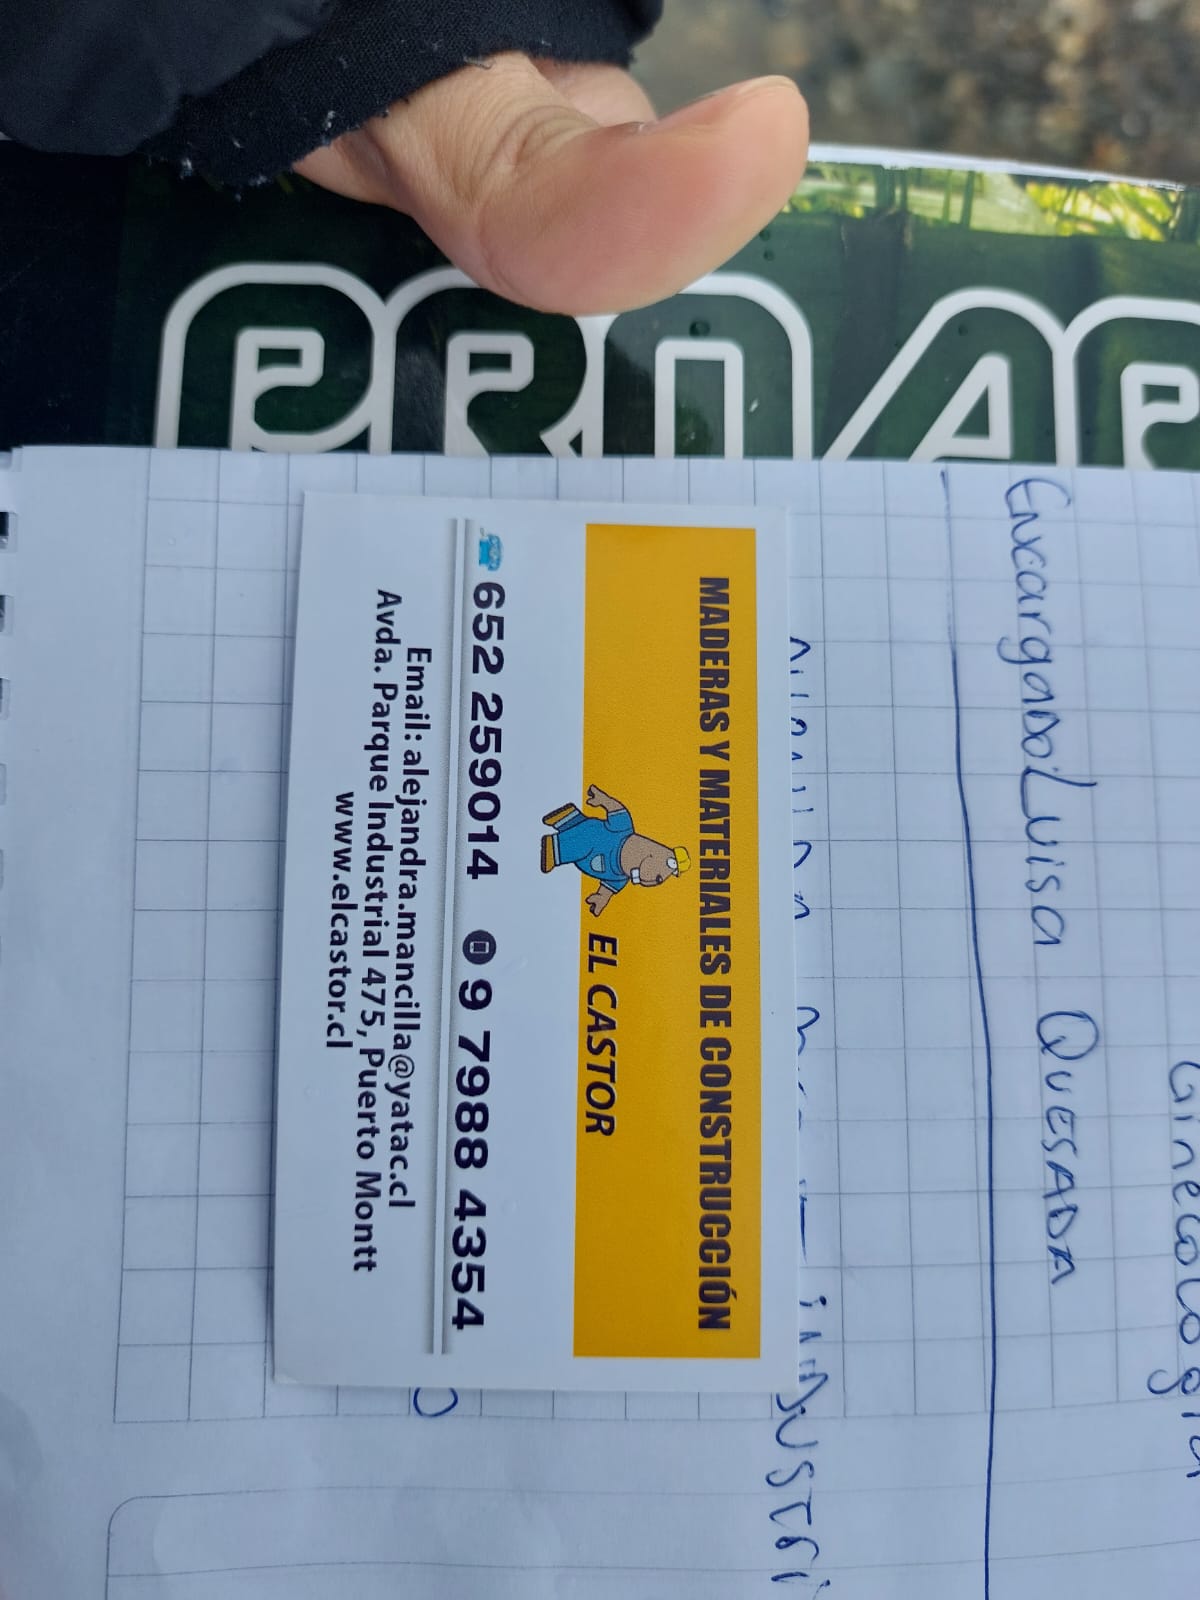 Ginecología
Encargado Luisa QUESADA
INDUSTRI
MADERAS Y MATERIALES DE CONSTRUCCIÓN
EL CASTOR
652 259014 9 7988 4354
Email: alejandra.mancilla@yatac.cl
Avda. Parque Industrial 475, Puerto Montt
www.elcastor.cl